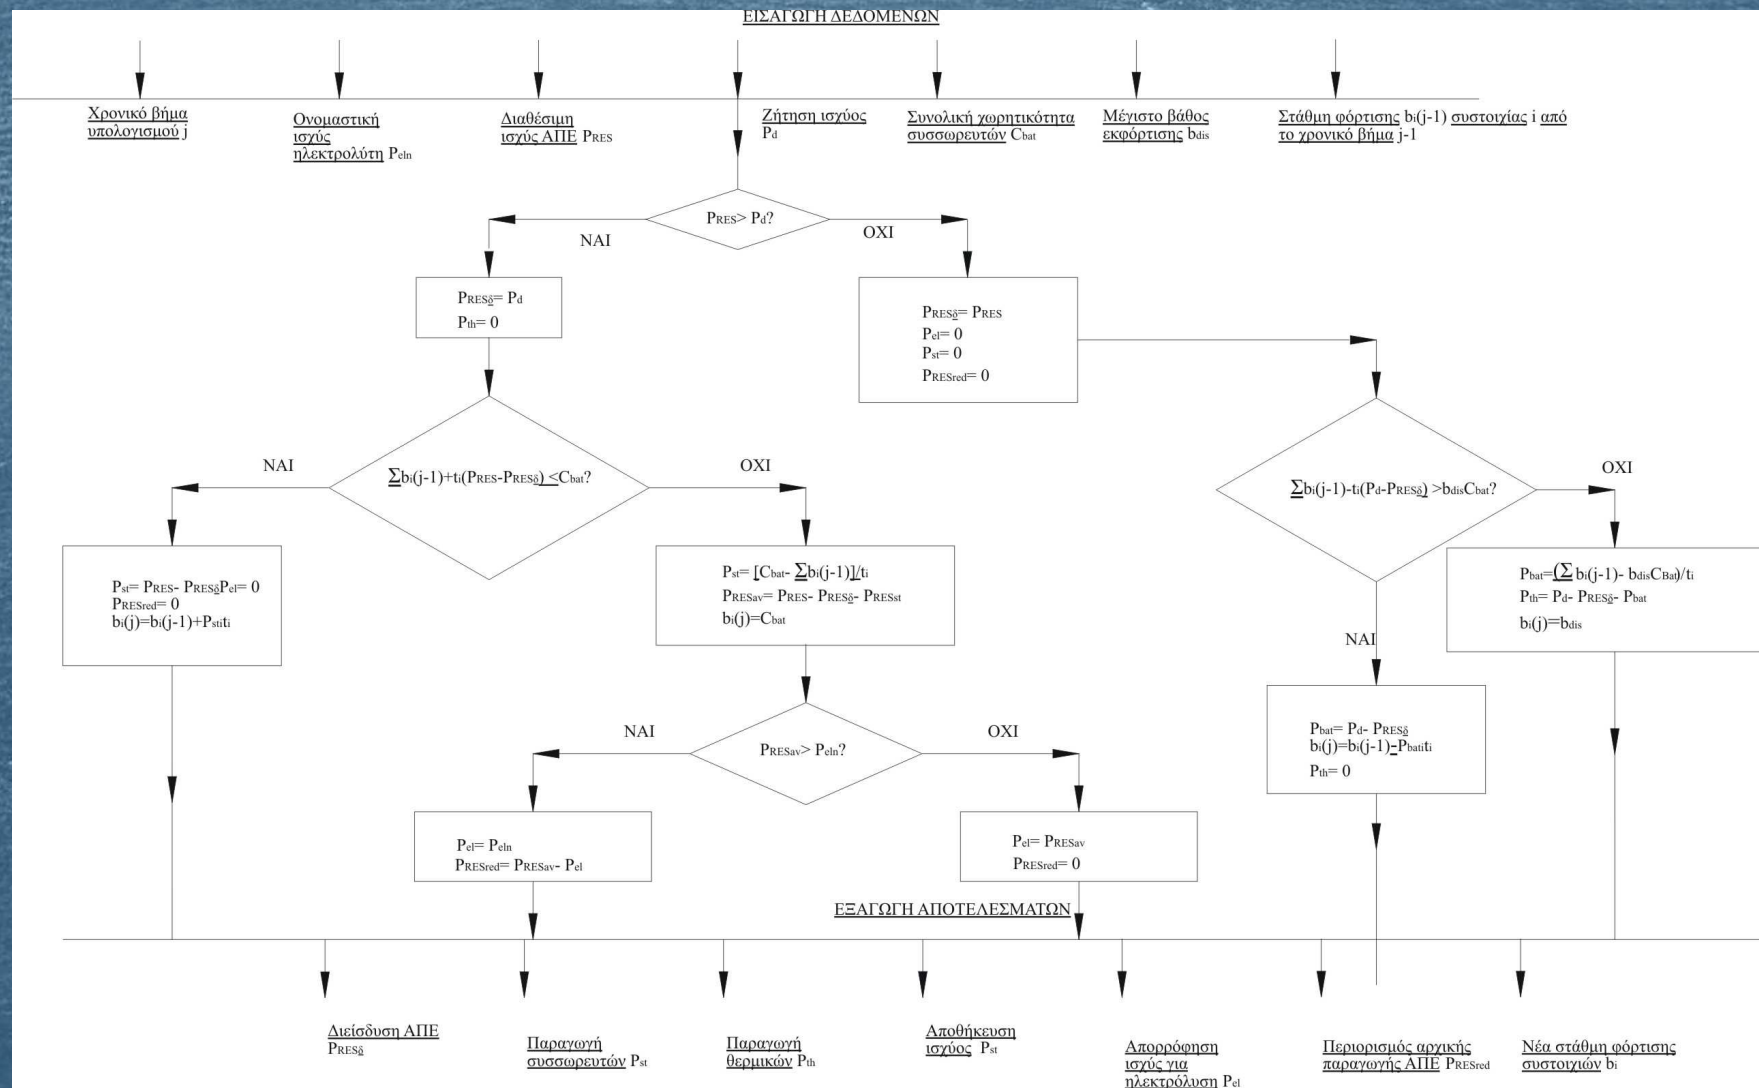 ΕΙΣΑΓΩΓΗ ΔΕΔΟΜΕΝΩΝ
Χρονικό βήμα
υπολογισμού j
Ονομαστική
ισχύς
ηλεκτρολύτη Peln
Διαθέσιμη
ισχύς ΑΠΕ PRES
Ζήτηση ισχύος
Pd
Συνολική χωρητικότητα
συσσωρευτών Cbat
Μέγιστο βάθος
εκφόρτισης bdis
Στάθμη φόρτισης bi(j-1) συστοιχίας i από
το χρονικό βήμα j-1
PRES> Pd?
ΝΑΙ
ΟΧΙ
PRESδ= Pd
Pth= 0
PRESδ= PRES
Pel= 0
Pst= 0
PRESred= 0
ΝΑΙ
Σbi(j-1)+ti(PRES-PRESδ) ≤Cbat?
ΟΧΙ
Σbi(j-1)-ti(Pd-PRESδ) >bdisCbat?
ΟΧΙ
Pst= PRES- PRESδPel= 0
PRESred= 0
bi(j)=bi(j-1)+Pstiti
Pst= [Cbat- Σbi(j-1)]/ti
PRESav= PRES- PRESδ- PRESst
bi(j)=Cbat
Pbat=(Σ bi(j-1)- bdisCBat)/ti
Pth= Pd- PRESδ- Pbat
bi(j)=bdis
ΝΑΙ
Pbat= Pd- PRESδ
bi(j)=bi(j-1)-Pbatiti
Pth= 0
ΝΑΙ
PRESav> Peln?
ΟΧΙ
Pel= Peln
PRESred= PRESav- Pel
Pel= PRESav
PRESred= 0
ΕΞΑΓΩΓΗ ΑΠΟΤΕΛΕΣΜΑΤΩΝ
Διείσδυση ΑΠΕ
PRESδ
Παραγωγή
συσσωρευτών Pst
Παραγωγή
θερμικών Pth
Αποθήκευση
ισχύος Pst
Απορρόφηση
ισχύς για
ηλεκτρόλυση Pel
Περιορισμός αρχικής
παραγωγής ΑΠΕ PRESred
Νέα στάθμη φόρτισης
συστοιχιών bi